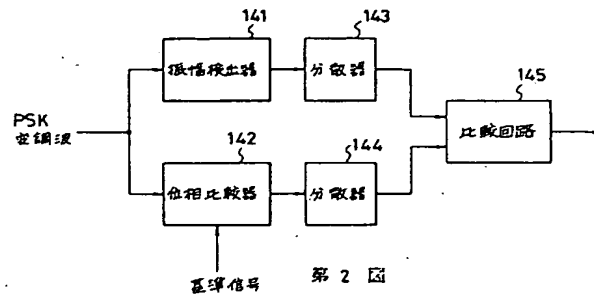 141
振幅検出器
143
分散器
145
比較回路
PSK
変調波
142
位相比較器
144
分散器
基準信号
第2図